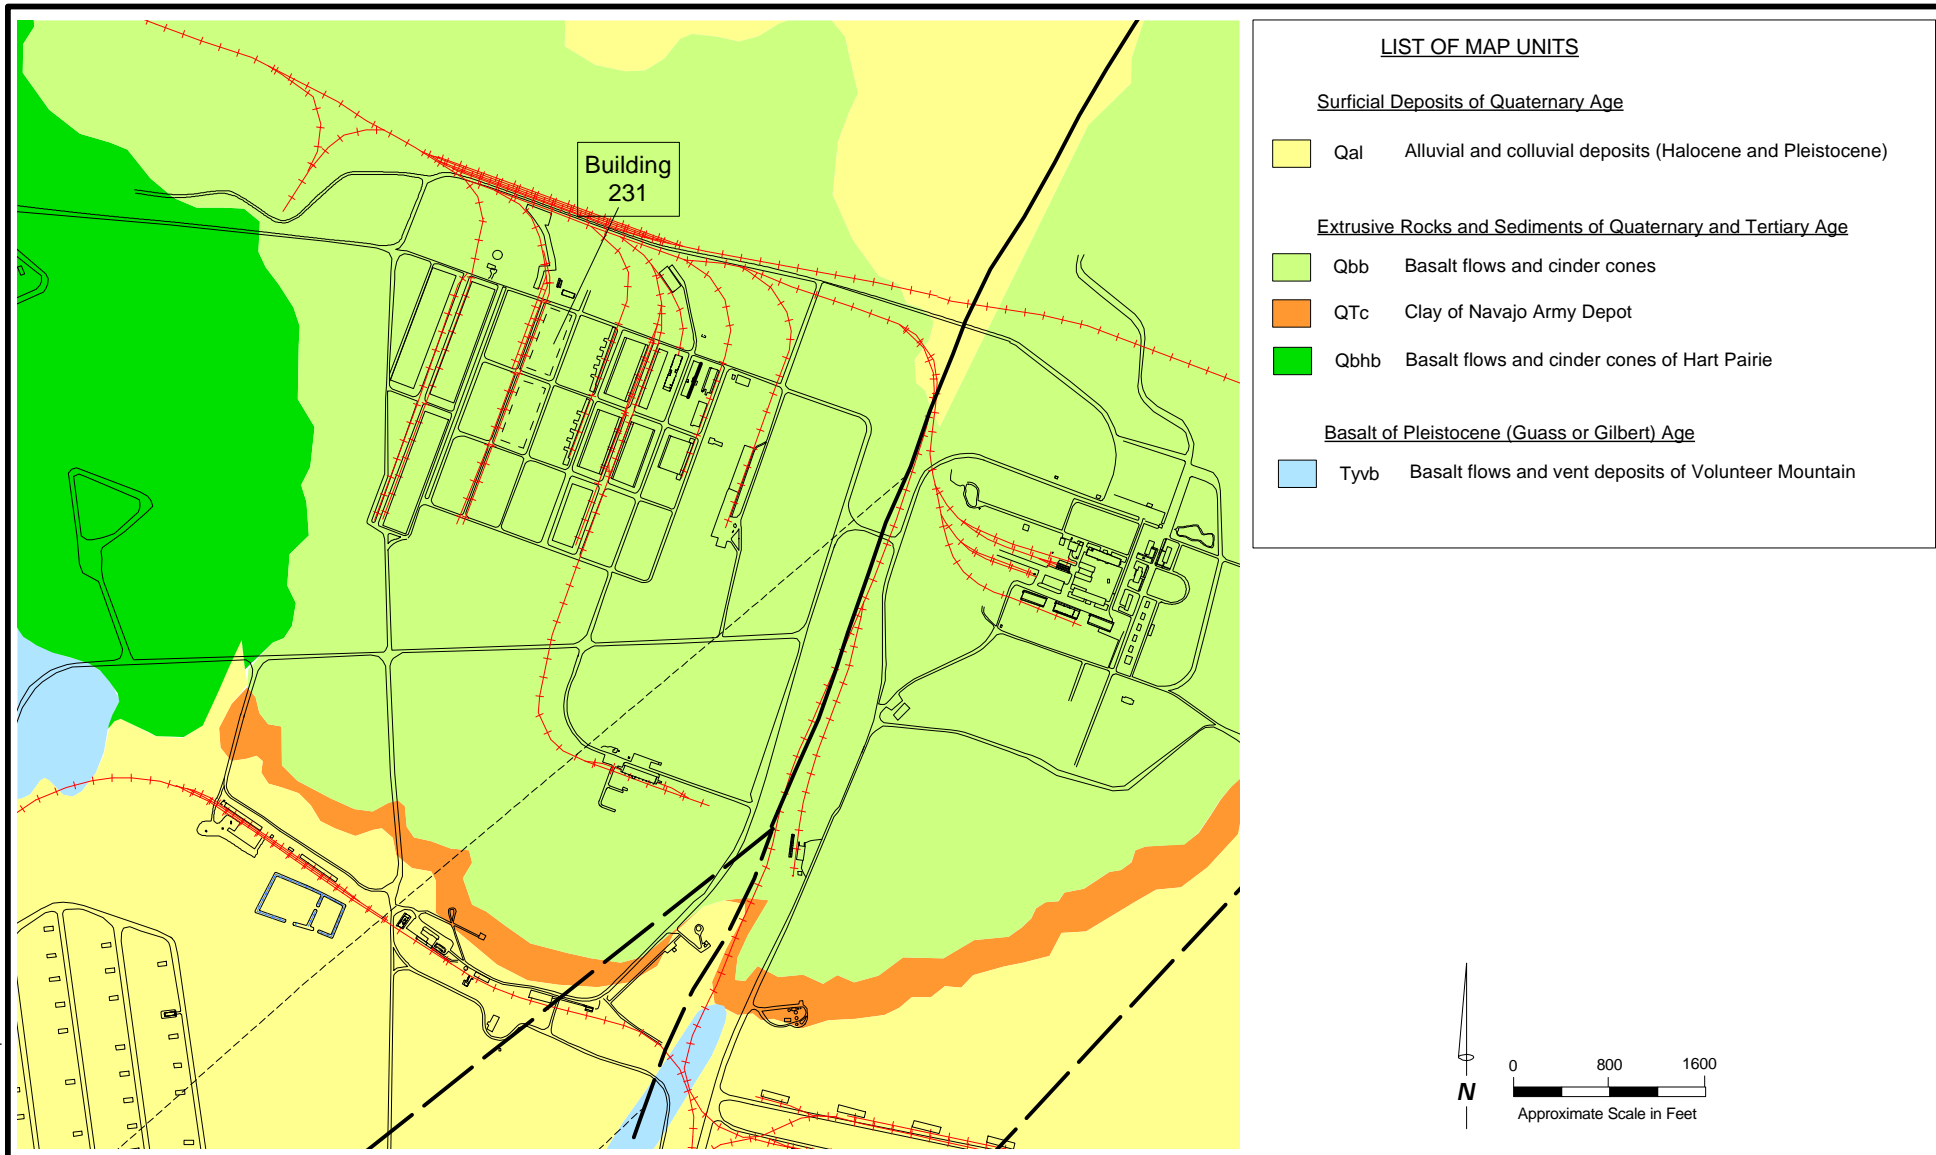 Building
231
LIST OF MAP UNITS
Surficial Deposits of Quaternary Age
Qal Alluvial and colluvial deposits (Halocene and Pleistocene)
Extrusive Rocks and Sediments of Quaternary and Tertiary Age
Qbb Basalt flows and cinder cones
QTc Clay of Navajo Army Depot
Qbhb Basalt flows and cinder cones of Hart Pairie
Basalt of Pleistocene (Guass or Gilbert) Age
Tyvb Basalt flows and vent deposits of Volunteer Mountain
N
0 800 1600
Approximate Scale in Feet